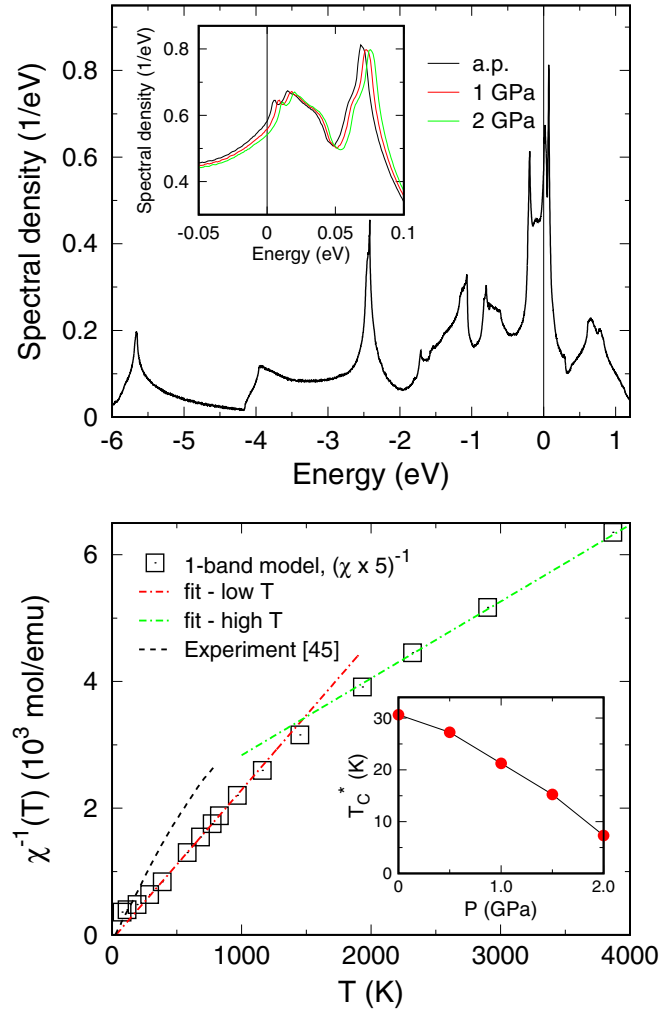 Spectral density (1/eV)
0.8
0.6
0.4
0.2
0
Spectral density (1/eV)
0.8
0.6
0.4
-0.05
0
0.05
0.1
Energy (eV)
a.p.
1 GPa
2 GPa
-6
-5
-4
-3
-2
-1
0
1
Energy (eV)
χ⁻¹(T) (10³ mol/emu)
6
4
2
0
1-band model, (χ x 5)⁻¹
fit - low T
fit - high T
Experiment [45]
T_C* (K)
30
20
10
0
0
1.0
2.0
P (GPa)
0
1000
2000
3000
4000
T (K)